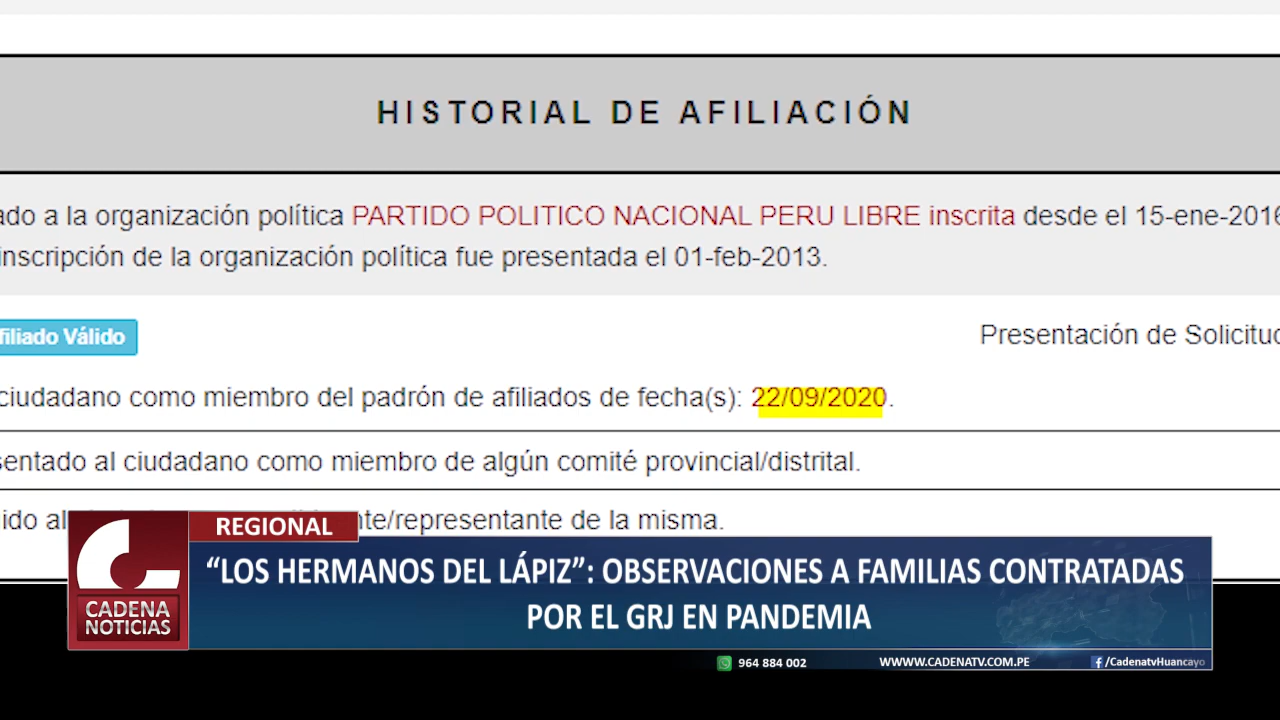 HISTORIAL DE AFILIACIÓN
ado a la organización política PARTIDO POLITICO NACIONAL PERU LIBRE inscrita desde el 15-ene-2016
inscripción de la organización política fue presentada el 01-feb-2013.
filiado Válido
Presentación de Solicitud
ciudadano como miembro del padrón de afiliados de fecha(s): 22/09/2020.
sentado al ciudadano como miembro de algún comité provincial/distrital.
ido al nte/representante de la misma.
REGIONAL
“LOS HERMANOS DEL LÁPIZ”: OBSERVACIONES A FAMILIAS CONTRATADAS
POR EL GRJ EN PANDEMIA
CADENA
NOTICIAS
964 884 002 WWWW.CADENATV.COM.PE f/CadenatvHuancayo